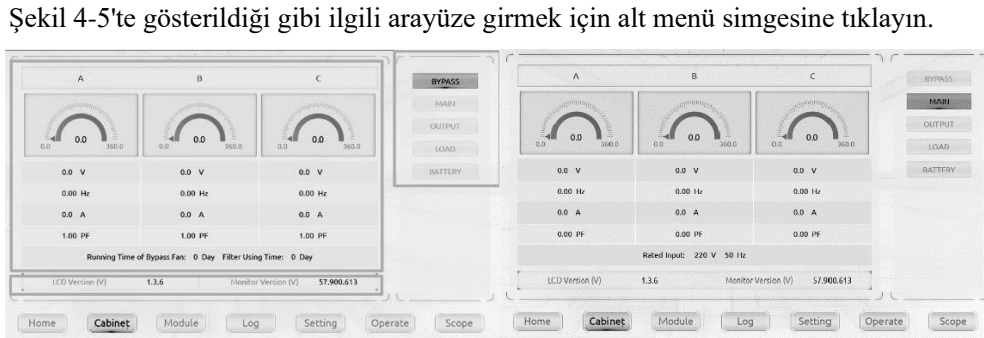 Şekil 4-5'te gösterildiği gibi ilgili arayüze girmek için alt menü simgesine tıklayın.
A B C
0.0 0.0 360.0 0.0 0.0 360.0 0.0 0.0 360.0
0.0 V 0.0 V 0.0 V
0.00 Hz 0.00 Hz 0.00 Hz
0.0 A 0.0 A 0.0 A
1.00 PF 1.00 PF 1.00 PF
Running Time of Bypass Fan: 0 Day Filter Using Time: 0 Day
LCD Version (V) 1.3.6 Monitor Version (V) 57.900.613
BYPASS
MAIN
OUTPUT
LOAD
BATTERY
Home Cabinet Module Log Setting Operate Scope
A B C
0.0 0.0 360.0 0.0 0.0 360.0 0.0 0.0 360.0
0.0 V 0.0 V 0.0 V
0.00 Hz 0.00 Hz 0.00 Hz
0.0 A 0.0 A 0.0 A
0.00 PF 0.00 PF 0.00 PF
Rated Input: 220 V 50 Hz
LCD Version (V) 1.3.6 Monitor Version (V) 57.900.613
BYPASS
MAIN
OUTPUT
LOAD
BATTERY
Home Cabinet Module Log Setting Operate Scope